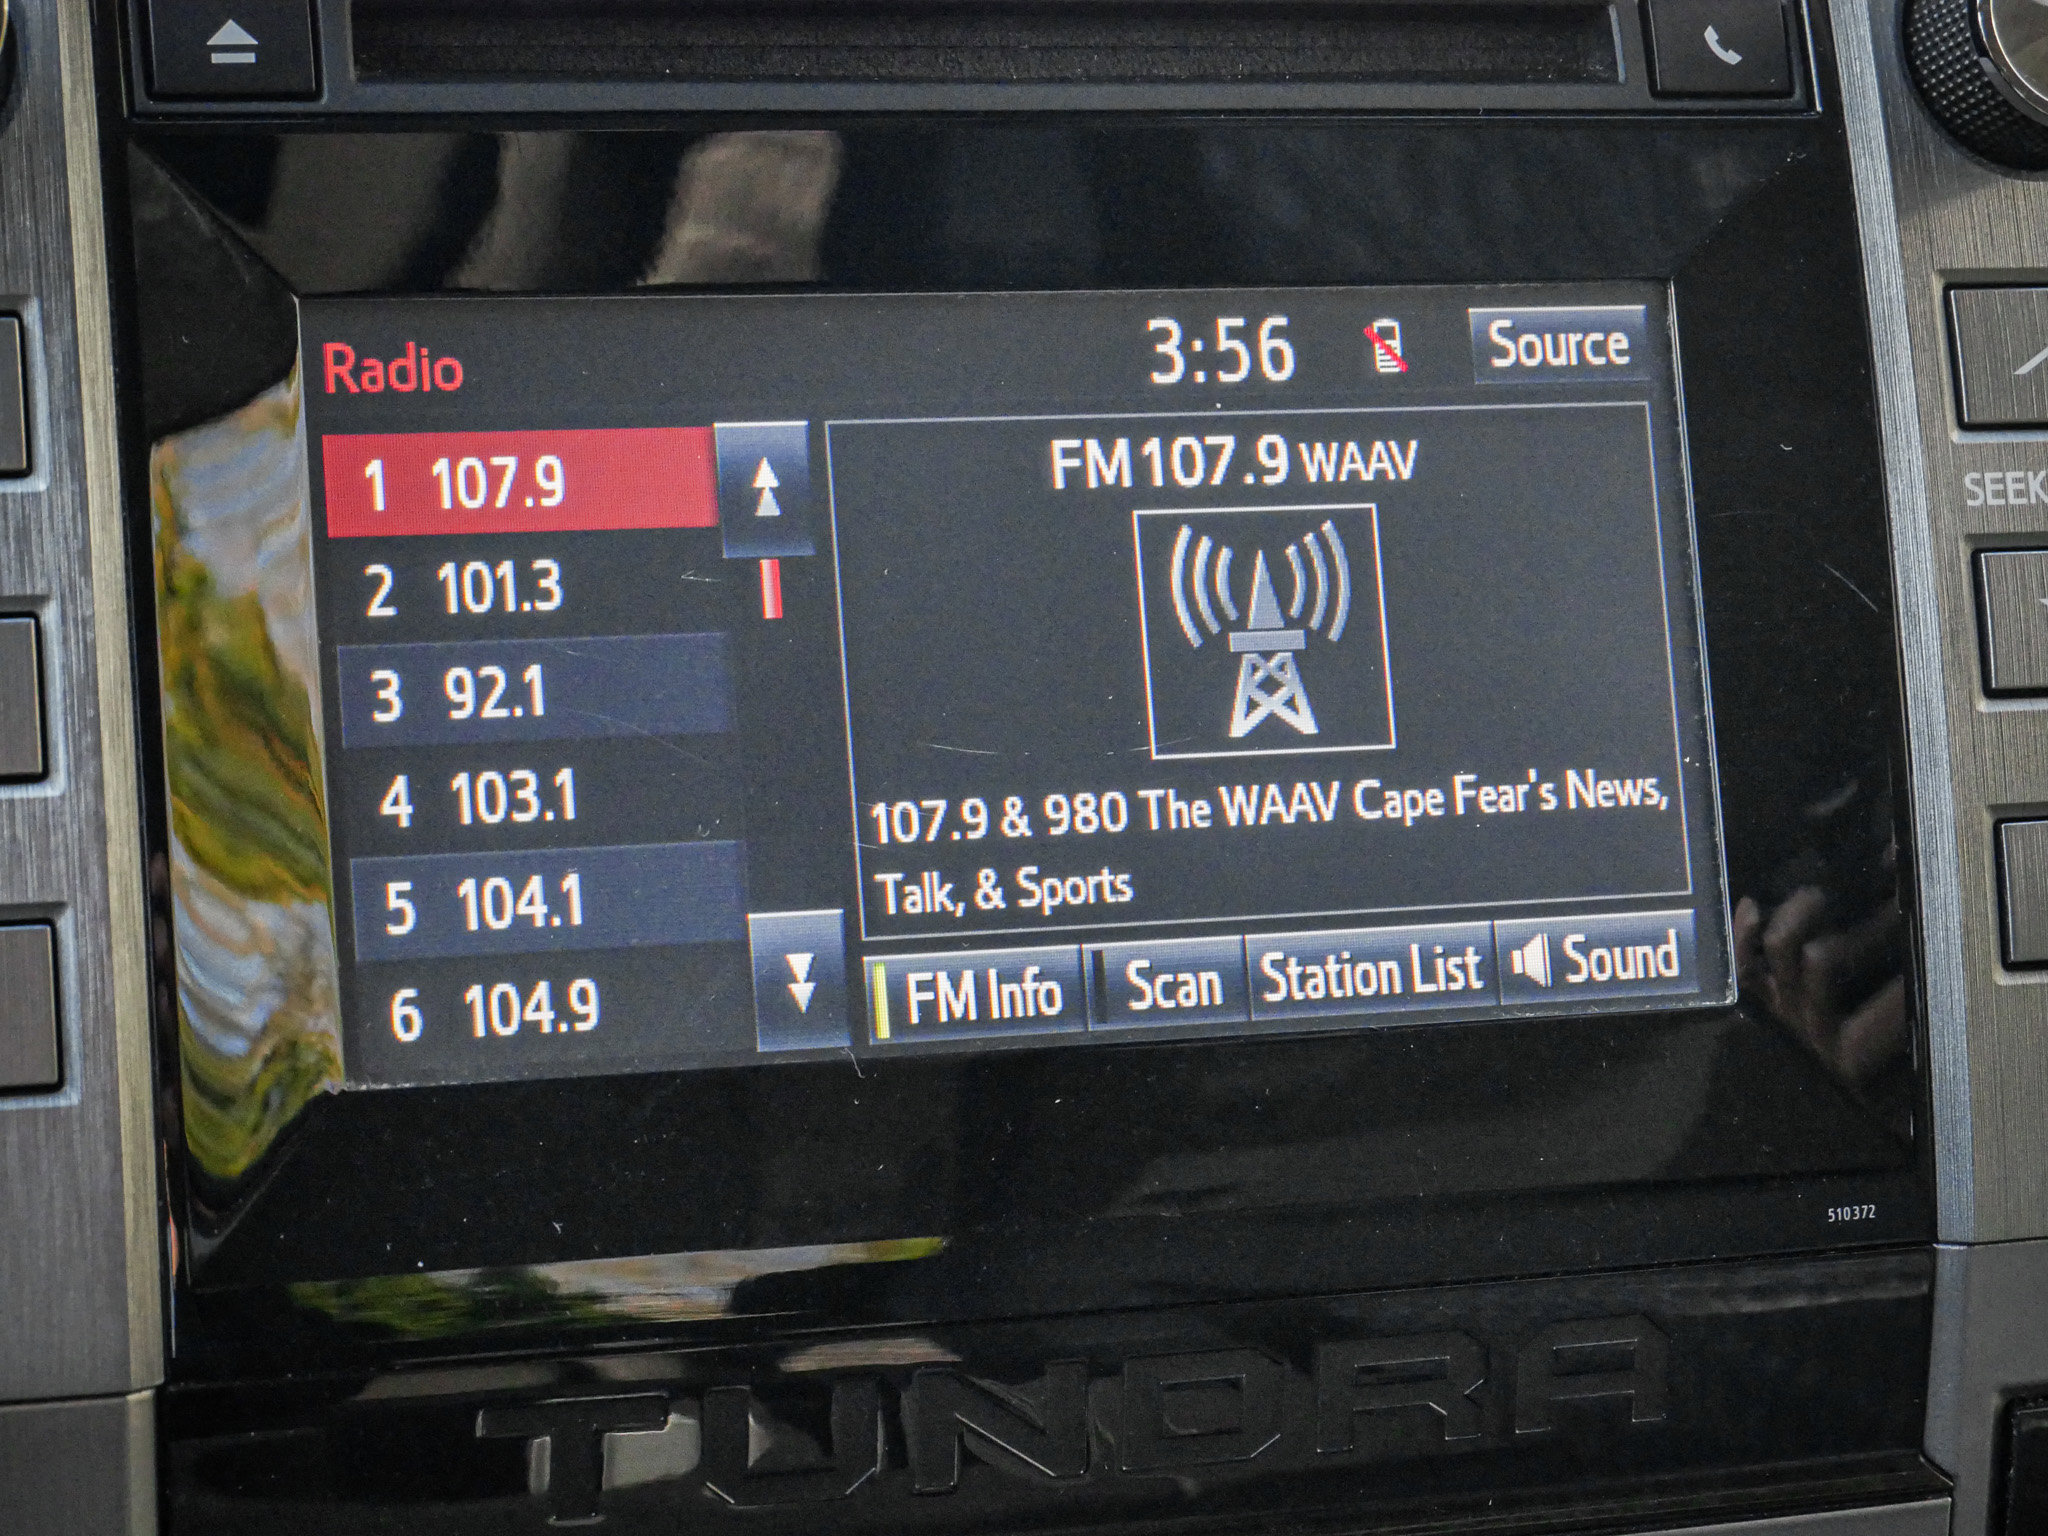 Radio
3:56
Source
1 107.9
2 101.3
3 92.1
4 103.1
5 104.1
6 104.9
FM 107.9 WAAV
107.9 & 980 The WAAV Cape Fear's News,
Talk, & Sports
FM Info
Scan
Station List
Sound
SEEK
510372
TUNDRA